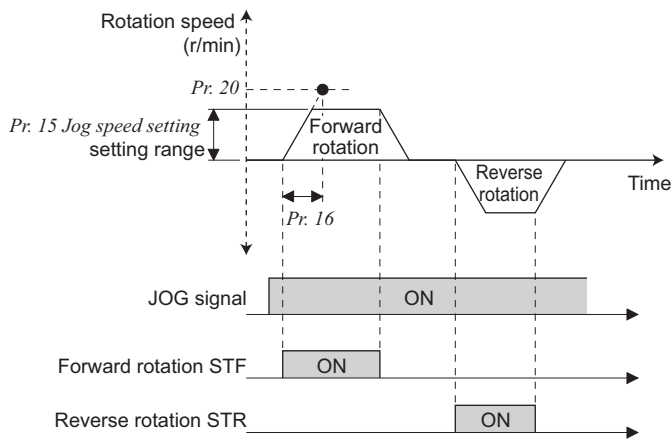 Rotation speed
(r/min)
Pr. 20
Pr. 15 Jog speed setting
setting range
Forward
rotation
Reverse
rotation
Time
Pr. 16
JOG signal
ON
Forward rotation STF
ON
Reverse rotation STR
ON